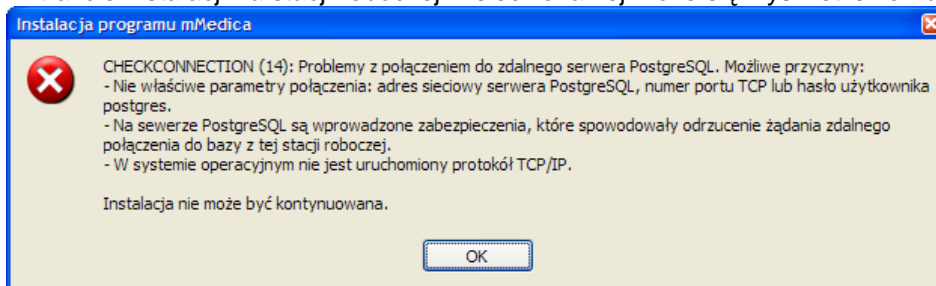 Instalacja programu mMedica
CHECKCONNECTION (14): Problemy z połączeniem do zdalnego serwera PostgreSQL. Możliwe przyczyny:
- Nie właściwe parametry połączenia: adres sieciowy serwera PostgreSQL, numer portu TCP lub hasło użytkownika
postgres.
- Na sewerze PostgreSQL są wprowadzone zabezpieczenia, które spowodowały odrzucenie żądania zdalnego
połączenia do bazy z tej stacji roboczej.
- W systemie operacyjnym nie jest uruchomiony protokół TCP/IP.
Instalacja nie może być kontynuowana.
OK